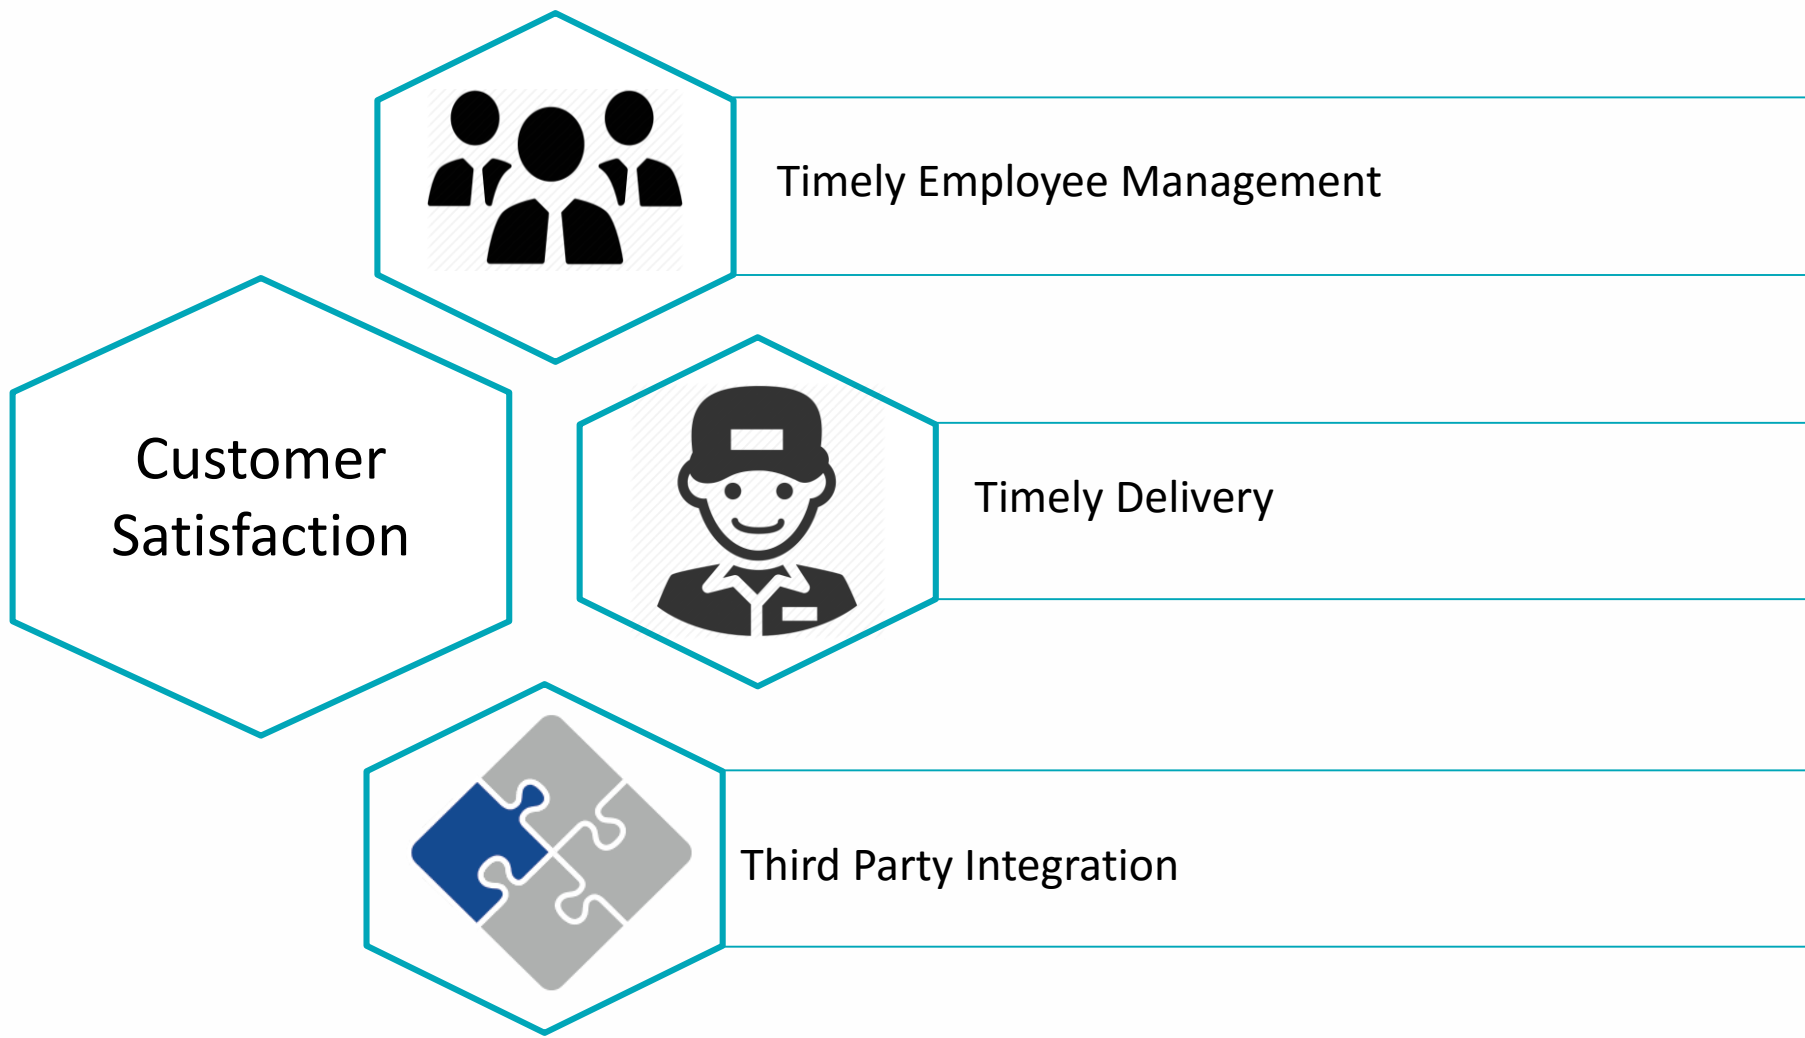 Timely Employee Management
Customer
Satisfaction
Timely Delivery
Third Party Integration